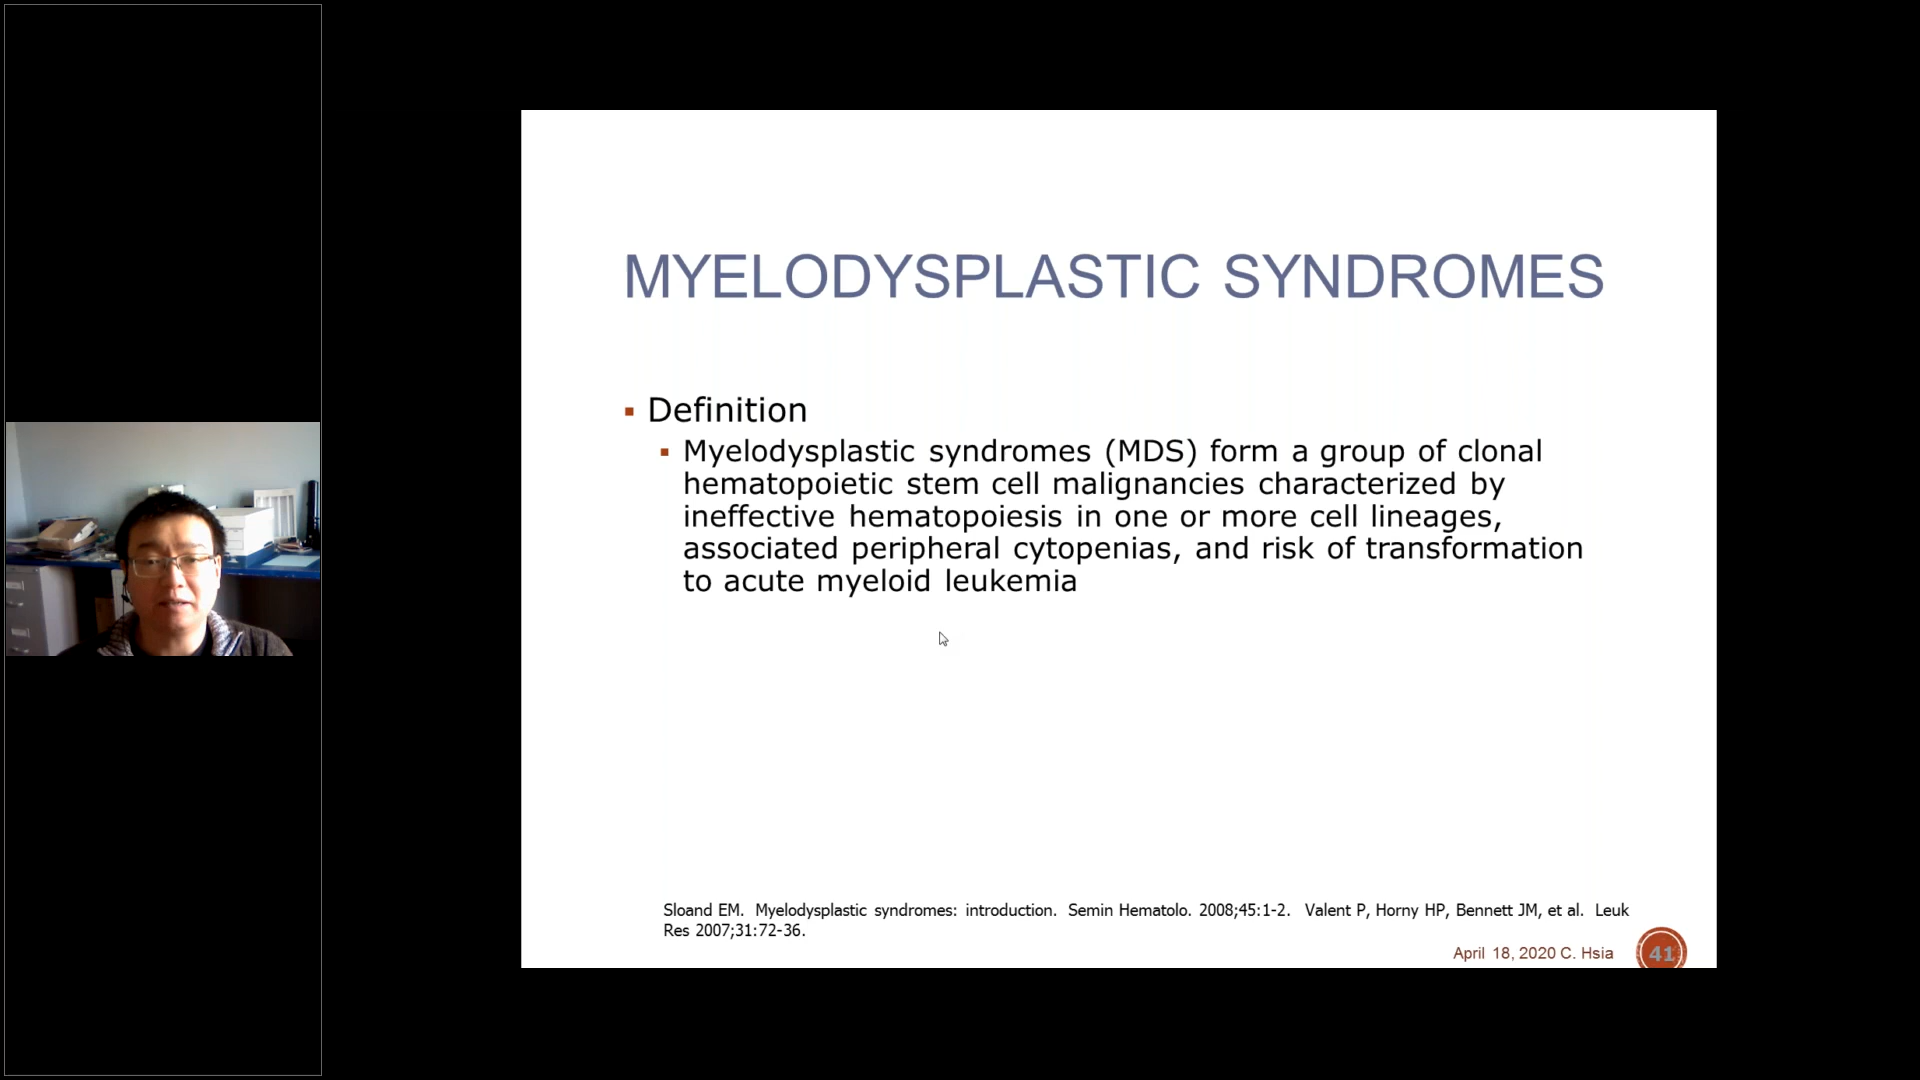 MYELODYSPLASTIC SYNDROMES
Definition
Myelodysplastic syndromes (MDS) form a group of clonal
hematopoietic stem cell malignancies characterized by
ineffective hematopoiesis in one or more cell lineages,
associated peripheral cytopenias, and risk of transformation
to acute myeloid leukemia
Sloand EM. Myelodysplastic syndromes: introduction. Semin Hematolo. 2008;45:1-2. Valent P, Horny HP, Bennett JM, et al. Leuk
Res 2007;31:72-36.
April 18, 2020 C. Hsia
41